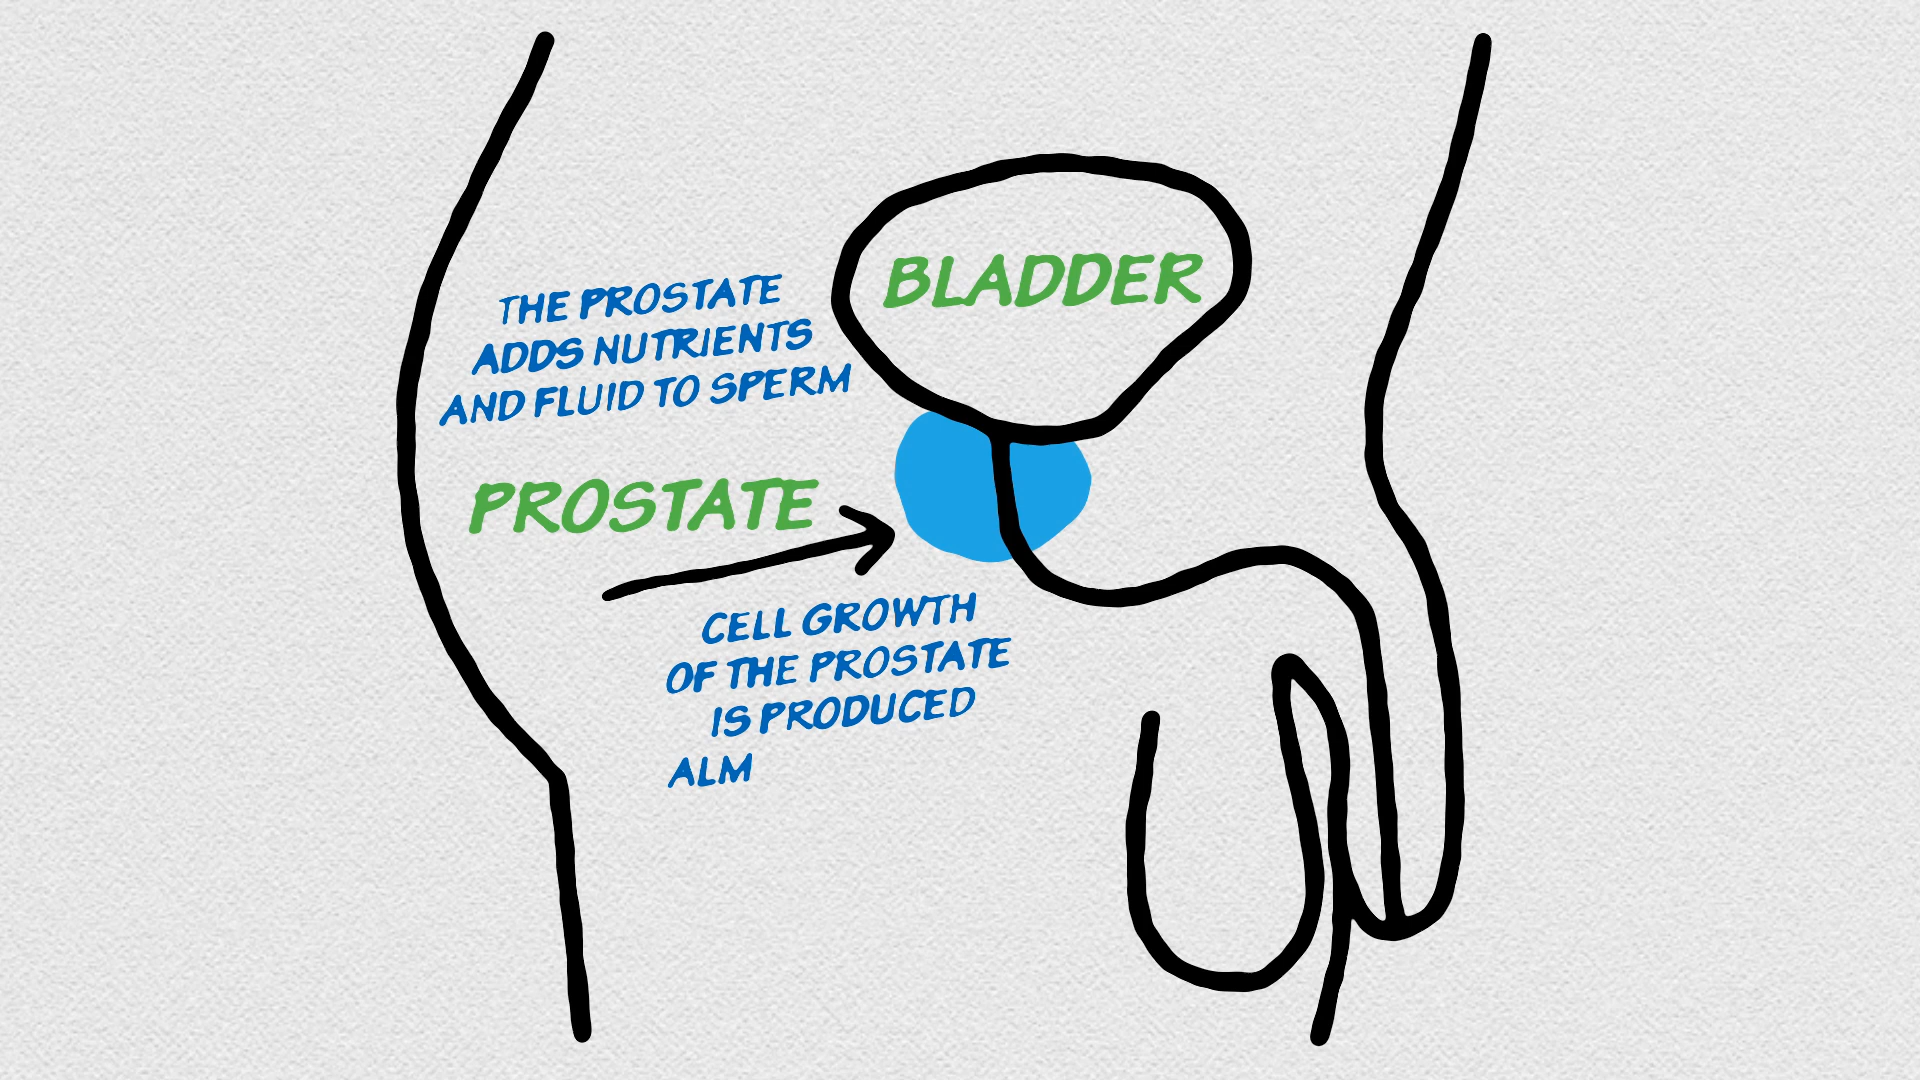 BLADDER
THE PROSTATE
ADDS NUTRIENTS
AND FLUID TO SPERM
PROSTATE
CELL GROWTH
OF THE PROSTATE
IS PRODUCED
ALM